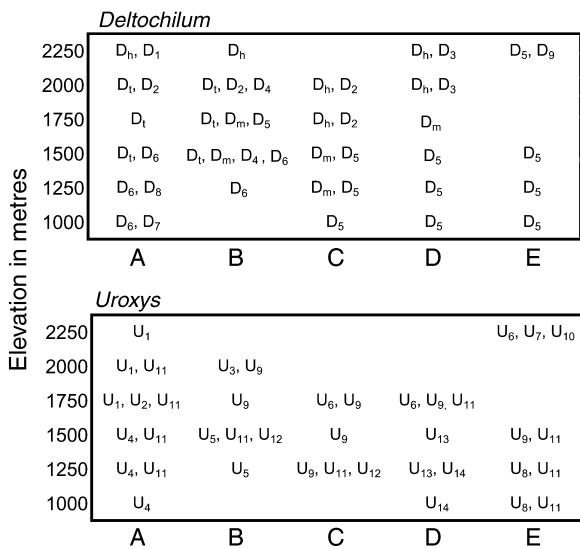 Deltochilum
2250 Dₕ, D₁ Dₕ Dₕ, D₃ D₅, D₉
2000 Dₜ, D₂ Dₜ, D₂, D₄ Dₕ, D₂ Dₕ, D₃
1750 Dₜ Dₜ, Dₘ, D₅ Dₕ, D₂ Dₘ
1500 Dₜ, D₆ Dₜ, Dₘ, D₄ , D₆ Dₘ, D₅ D₅ D₅
1250 D₆, D₈ D₆ Dₘ, D₅ D₅ D₅
1000 D₆, D₇ D₅ D₅ D₅
A B C D E
Elevation in metres
Uroxys
2250 U₁ U₆, U₇, U₁₀
2000 U₁, U₁₁ U₃, U₉
1750 U₁, U₂, U₁₁ U₉ U₆, U₉ U₆, U₉, U₁₁
1500 U₄, U₁₁ U₅, U₁₁, U₁₂ U₉ U₁₃ U₉, U₁₁
1250 U₄, U₁₁ U₅ U₉, U₁₁, U₁₂ U₁₃, U₁₄ U₈, U₁₁
1000 U₄ U₁₄ U₈, U₁₁
A B C D E